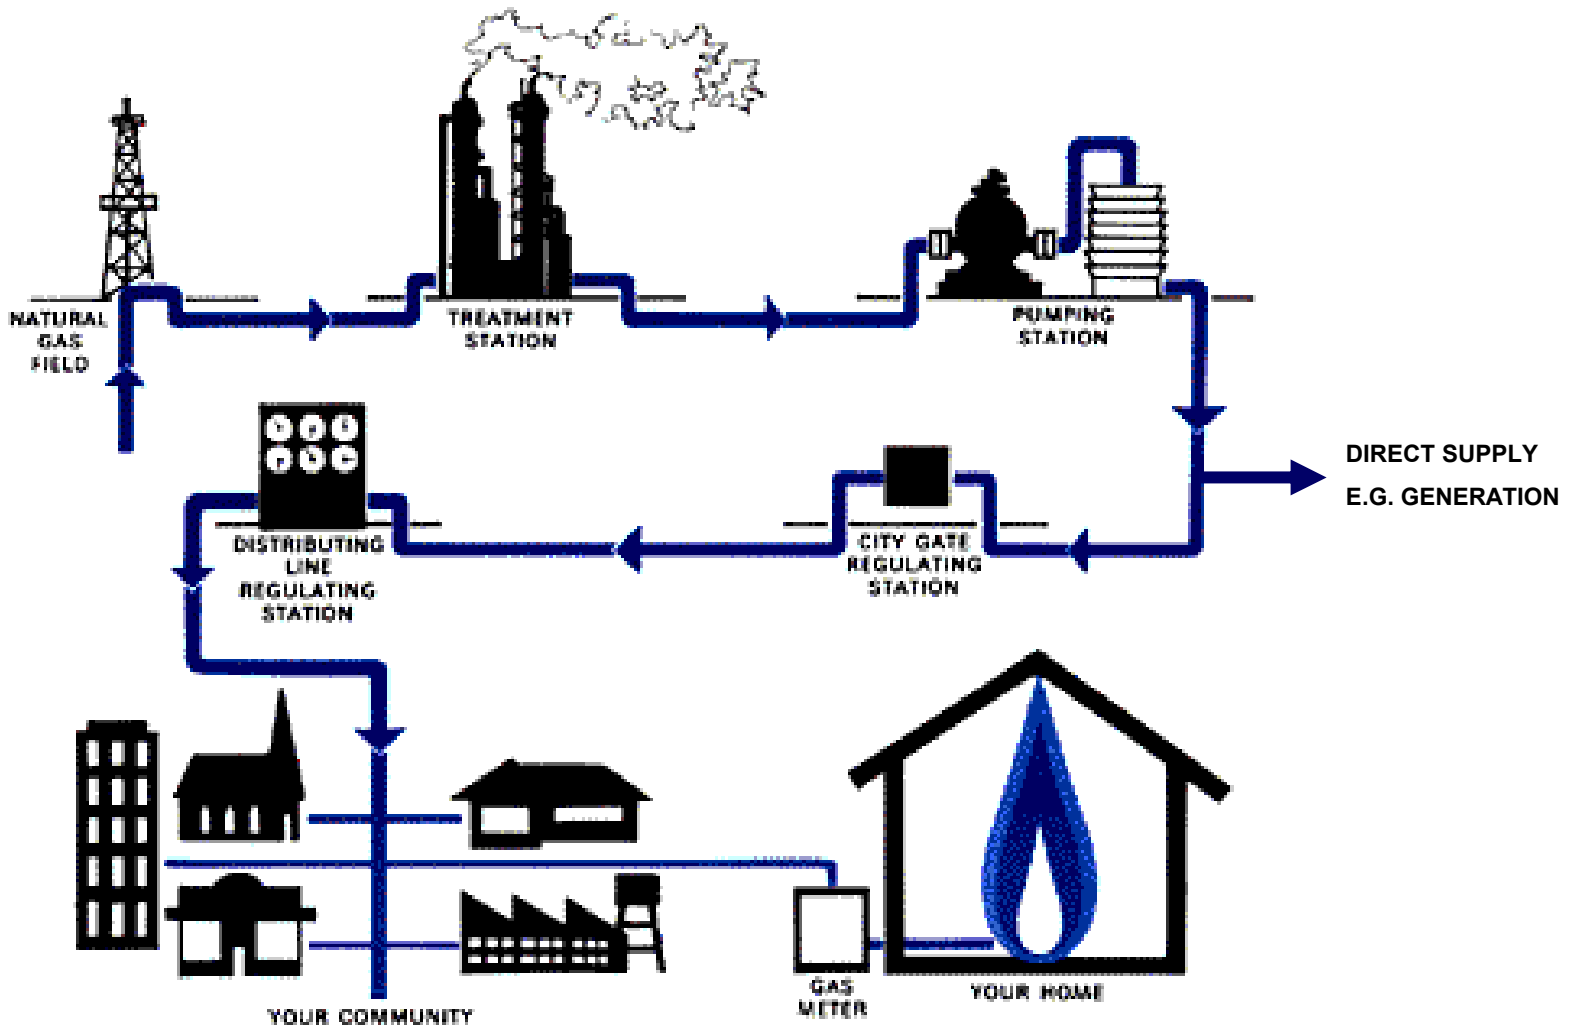 NATURAL
GAS
FIELD
TREATMENT
STATION
PUMPING
STATION
DIRECT SUPPLY
E.G. GENERATION
DISTRIBUTING
LINE
REGULATING
STATION
CITY GATE
REGULATING
STATION
GAS
METER
YOUR HOME
YOUR COMMUNITY